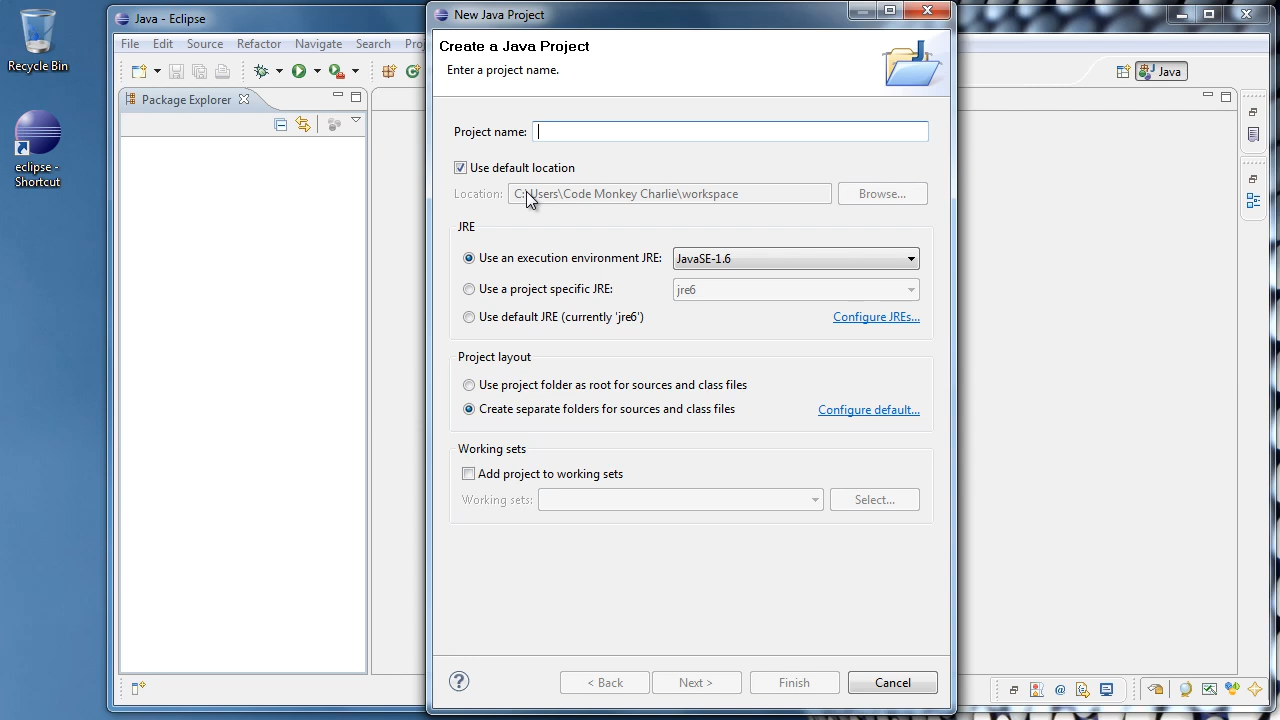 Recycle Bin
eclipse -
Shortcut
Java - Eclipse
File Edit Source Refactor Navigate Search
Java
Package Explorer
New Java Project
Create a Java Project
Enter a project name.
Project name:
Use default location
Location: C:\Users\Code Monkey Charlie\workspace Browse...
JRE
Use an execution environment JRE: JavaSE-1.6
Use a project specific JRE: jre6
Use default JRE (currently 'jre6') Configure JREs...
Project layout
Use project folder as root for sources and class files
Create separate folders for sources and class files Configure default...
Working sets
Add project to working sets
Working sets: Select...
? < Back Next > Finish Cancel